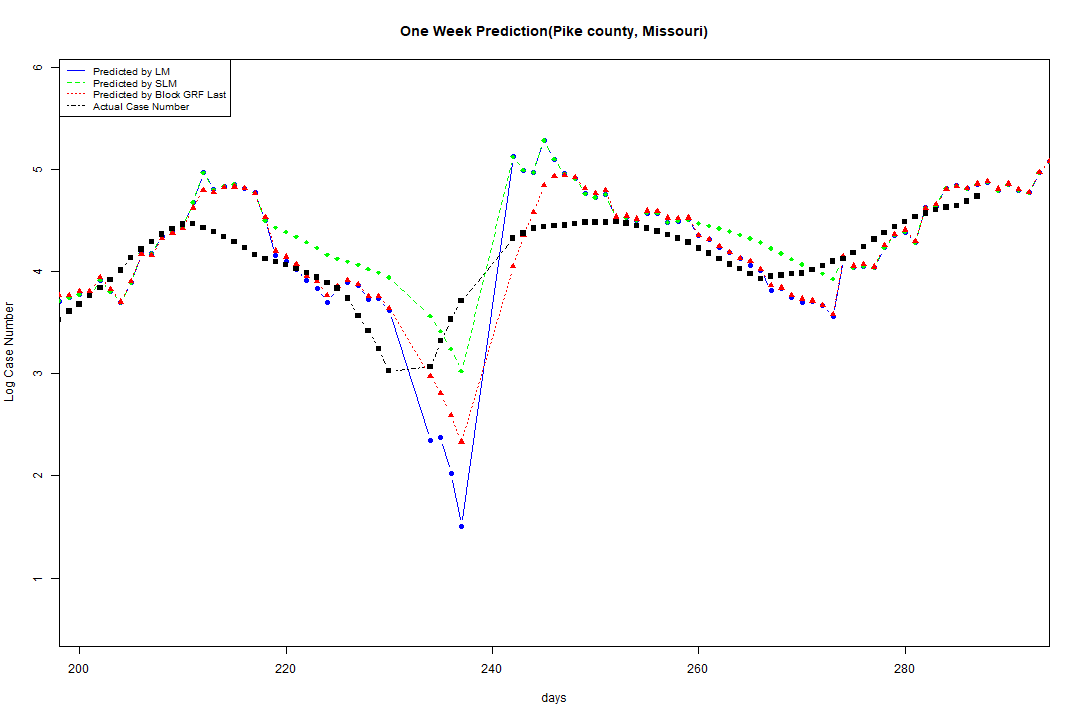 One Week Prediction(Pike county, Missouri)
Predicted by LM
Predicted by SLM
Predicted by Block GRF Last
Actual Case Number
6
5
4
3
2
1
Log Case Number
200 220 240 260 280
days